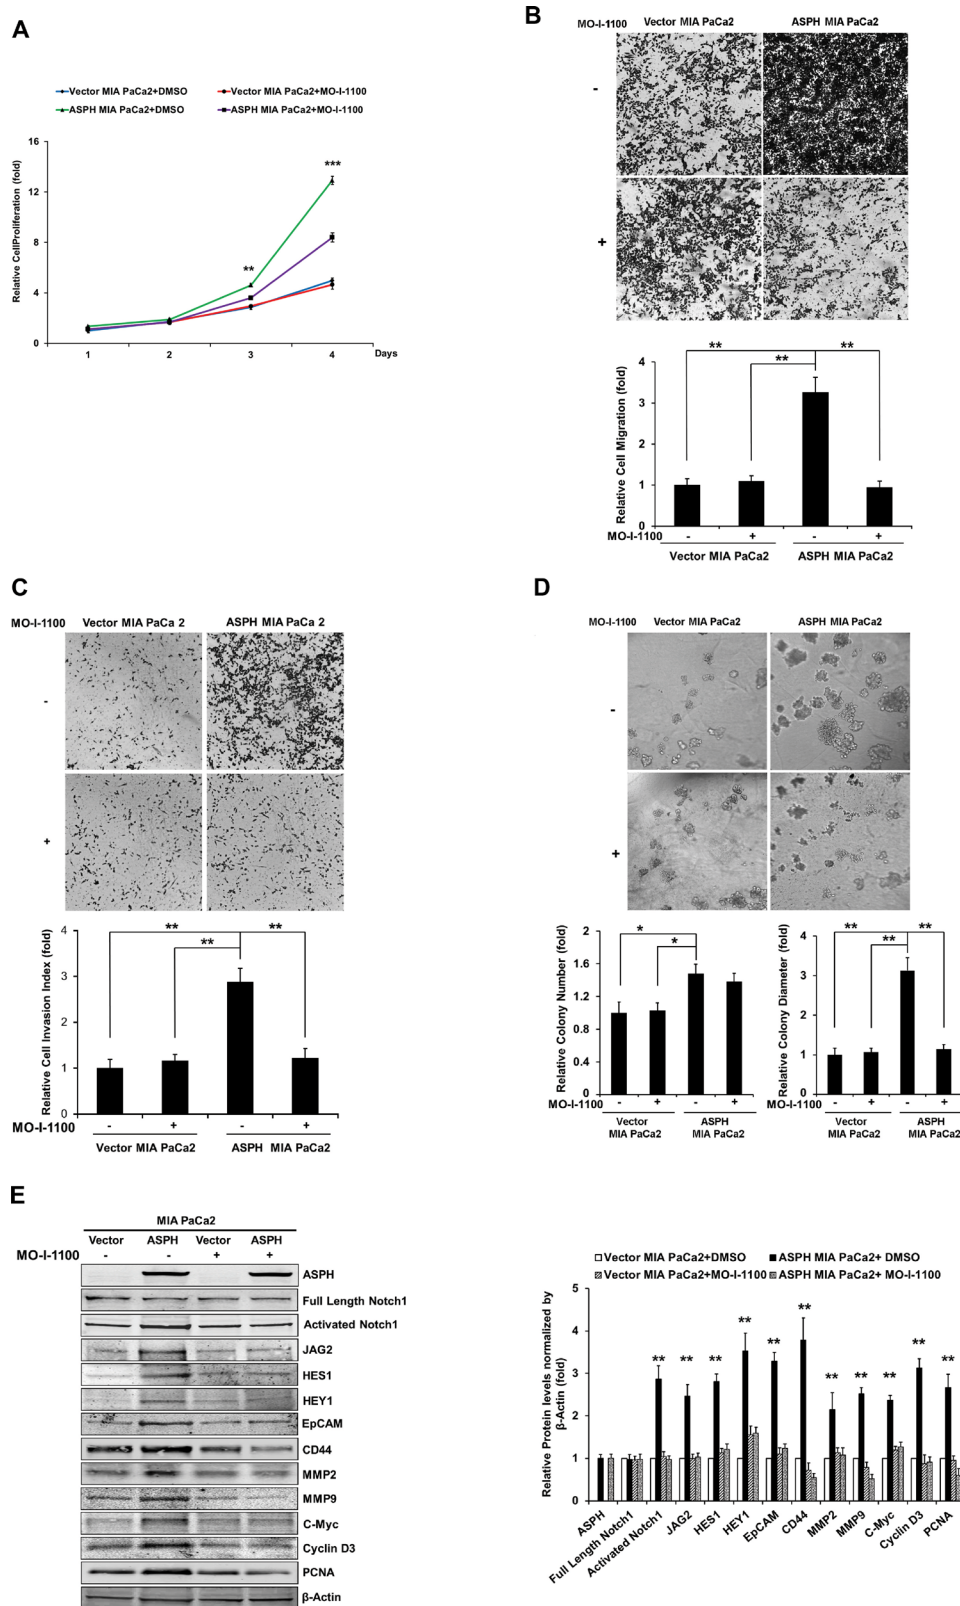 A
Vector MIA PaCa2+DMSO
Vector MIA PaCa2+MO-I-1100
ASPH MIA PaCa2+DMSO
ASPH MIA PaCa2+MO-I-1100
Relative CellProliferation (fold)
16
12
8
4
0
**
***
1 2 3 4 Days
B
MO-I-1100 Vector MIA PaCa2 ASPH MIA PaCa2
-
+
Relative Cell Migration (fold)
4
3
2
1
0
** ** **
MO-I-1100 - + - +
Vector MIA PaCa2 ASPH MIA PaCa2
C
MO-I-1100 Vector MIA PaCa 2 ASPH MIA PaCa 2
-
+
Relative Cell Invasion Index (fold)
4
3
2
1
0
** ** **
MO-I-1100 - + - +
Vector MIA PaCa2 ASPH MIA PaCa2
D
MO-I-1100 Vector MIA PaCa2 ASPH MIA PaCa2
-
+
Relative Colony Number (fold)
2
1.6
1.2
0.8
0.4
0
* *
MO-I-1100 - + - +
Vector MIA PaCa2
ASPH MIA PaCa2
Relative Colony Diameter (fold)
4
3
2
1
0
** ** **
MO-I-1100 - + - +
Vector MIA PaCa2
ASPH MIA PaCa2
E
MIA PaCa2
Vector ASPH Vector ASPH
MO-I-1100 - - + +
ASPH
Full Length Notch1
Activated Notch1
JAG2
HES1
HEY1
EpCAM
CD44
MMP2
MMP9
C-Myc
Cyclin D3
PCNA
β-Actin
Vector MIA PaCa2+DMSO
ASPH MIA PaCa2+ DMSO
Vector MIA PaCa2+MO-I-1100
ASPH MIA PaCa2+ MO-I-1100
Relative Protein levels normalized by
β-Actin (fold)
5
4
3
2
1
0
** ** ** ** ** ** ** ** ** ** **
ASPH
Full Length Notch1
Activated Notch1
JAG2
HES1
HEY1
EpCAM
CD44
MMP2
MMP9
C-Myc
Cyclin D3
PCNA